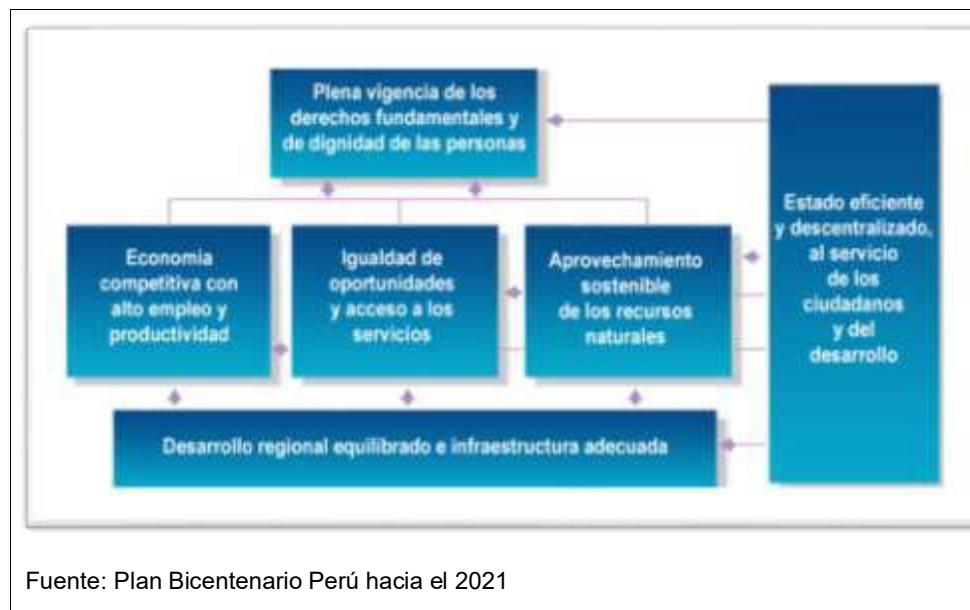 Plena vigencia de los
derechos fundamentales y
de dignidad de las personas
Economia
competitiva con
alto empleo y
productividad
Igualdad de
oportunidades
y acceso a los
servicios
Aprovechamiento
sostenible
de los recursos
naturales
Estado eficiente
y descentralizado,
al servicio
de los
ciudadanos
y del
desarrollo
Desarrollo regional equilibrado e infraestructura adecuada
Fuente: Plan Bicentenario Perú hacia el 2021